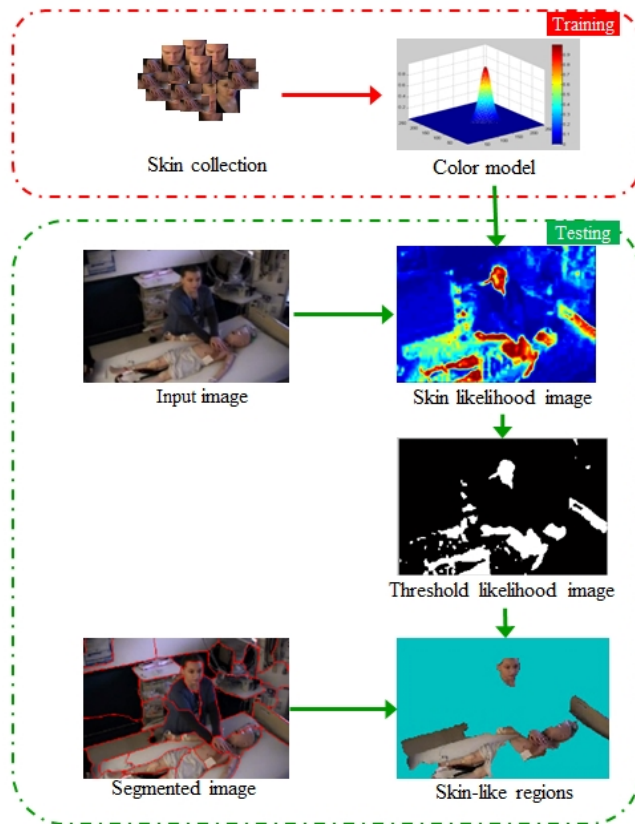 Training
Skin collection
Color model
Testing
Input image
Skin likelihood image
Threshold likelihood image
Segmented image
Skin-like regions